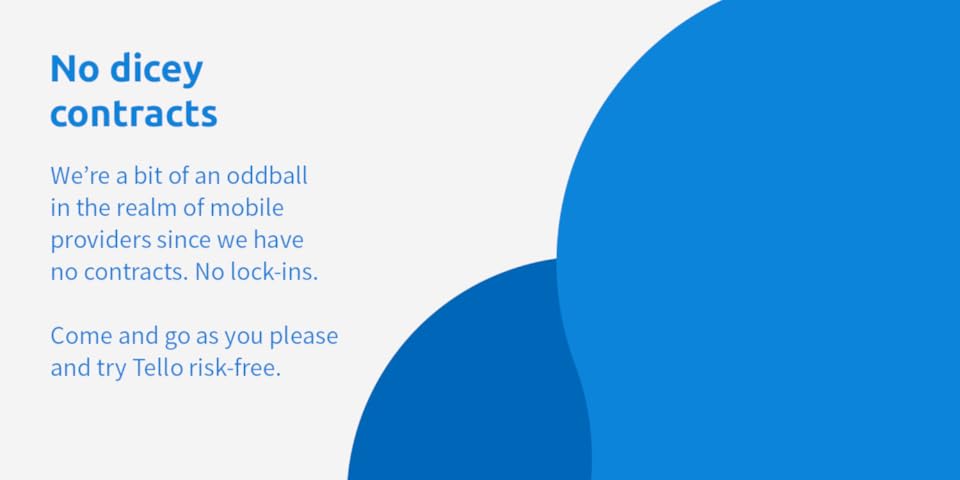 No dicey
contracts
We’re a bit of an oddball
in the realm of mobile
providers since we have
no contracts. No lock-ins.
Come and go as you please
and try Tello risk-free.